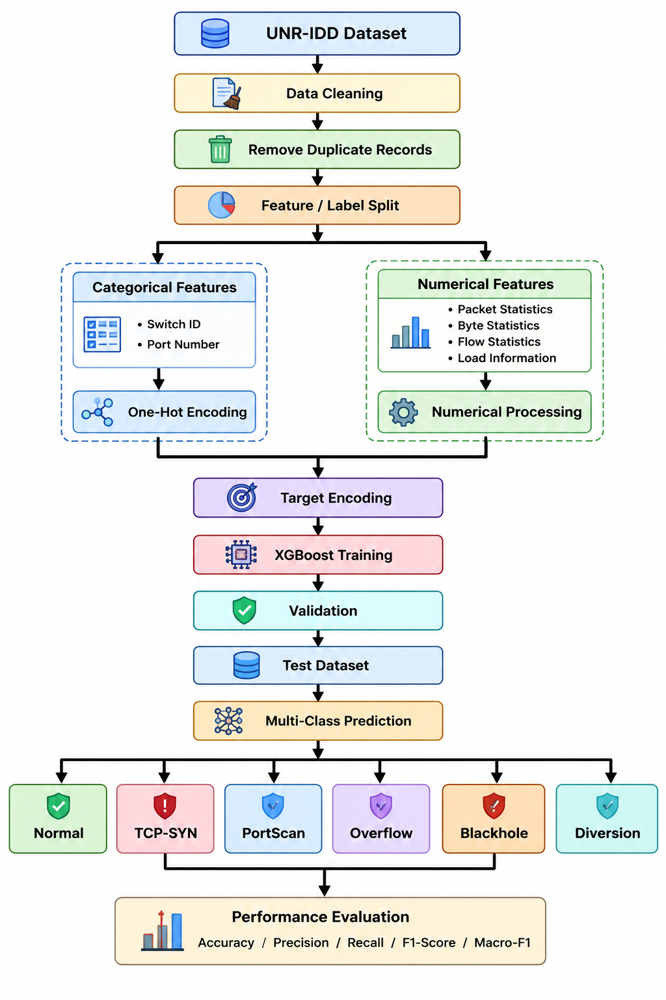 UNR-IDD Dataset
Data Cleaning
Remove Duplicate Records
Feature / Label Split
Categorical Features
• Switch ID
• Port Number
One-Hot Encoding
Numerical Features
• Packet Statistics
• Byte Statistics
• Flow Statistics
• Load Information
Numerical Processing
Target Encoding
XGBoost Training
Validation
Test Dataset
Multi-Class Prediction
Normal
TCP-SYN
PortScan
Overflow
Blackhole
Diversion
Performance Evaluation
Accuracy / Precision / Recall / F1-Score / Macro-F1